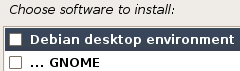 Choose software to install:
Debian desktop environment
... GNOME